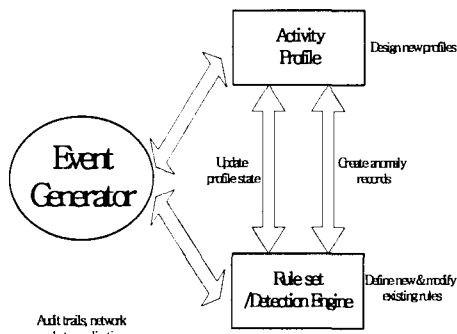 Activity
Profile
Design new profiles
Event
Generator
Update
profile state
Create anomaly
records
Rule set
/Detection Engine
Define new & modify
existing rules
Audit trails, network